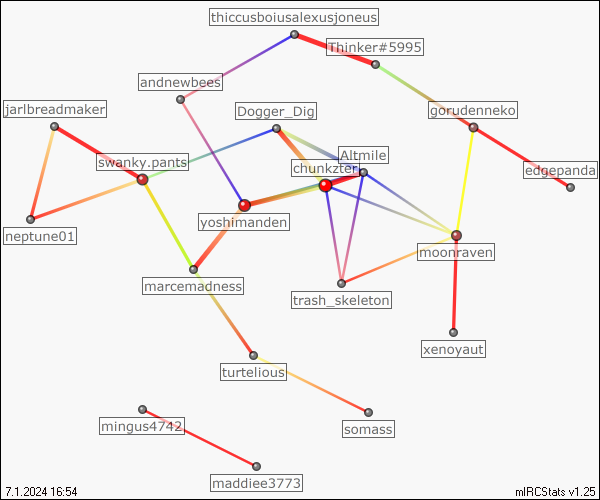 thiccusboiusalexusjoneus
Thinker#5995
andnewbees
jarlbreadmaker
Dogger_Dig
gorudenneko
Altmile
swanky.pants
chunkzter
edgepanda
yoshimanden
neptune01
moonraven
marcemadness
trash_skeleton
xenoyaut
turtelious
mingus4742
somass
maddiee3773
7.1.2024 16:54
mIRCStats v1.25